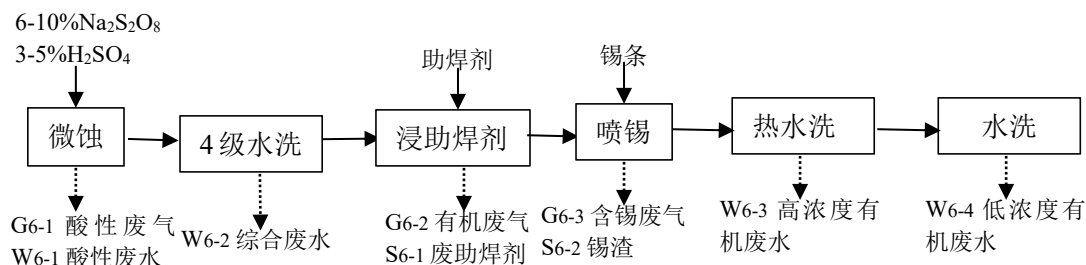 6-10%Na₂S₂O₈
3-5%H₂SO₄
助焊剂
锡条
微蚀
4级水洗
浸助焊剂
喷锡
热水洗
水洗
G6-1 酸性废气
W6-1 酸性废水
W6-2 综合废水
G6-2 有机废气
S6-1 废助焊剂
G6-3 含锡废气
S6-2 锡渣
W6-3 高浓度有
机废水
W6-4 低浓度有
机废水